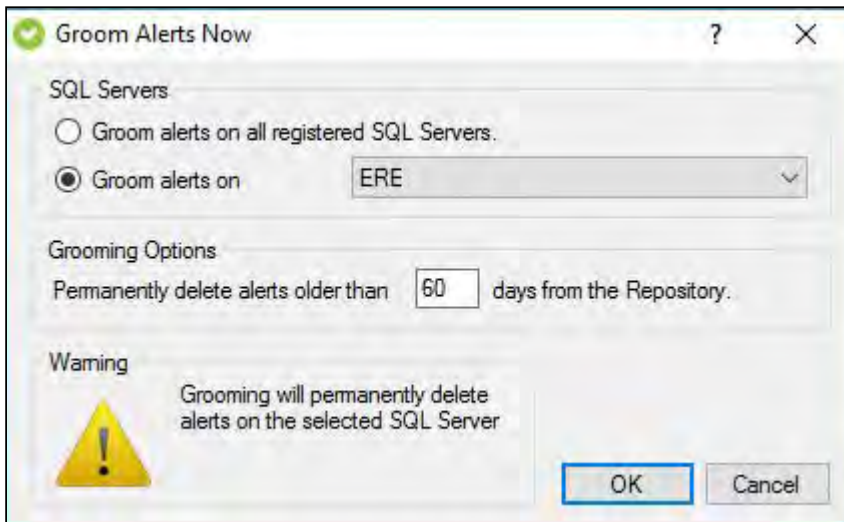 Groom Alerts Now
?
SQL Servers
Groom alerts on all registered SQL Servers.
Groom alerts on
ERE
Grooming Options
Permanently delete alerts older than 60 days from the Repository.
Warning
Grooming will permanently delete
alerts on the selected SQL Server
OK
Cancel